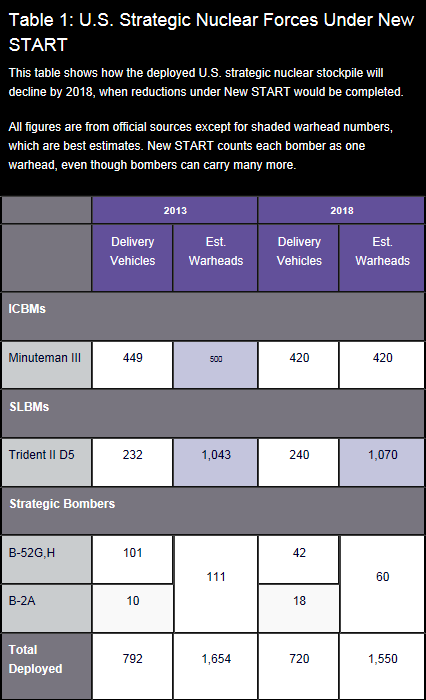 Table 1: U.S. Strategic Nuclear Forces Under New
START
This table shows how the deployed U.S. strategic nuclear stockpile will
decline by 2018, when reductions under New START would be completed.
All figures are from official sources except for shaded warhead numbers,
which are best estimates. New START counts each bomber as one
warhead, even though bombers can carry many more.
2013 2018
Delivery Est. Delivery Est.
Vehicles Warheads Vehicles Warheads
ICBMs
Minuteman III 449 500 420 420
SLBMs
Trident II D5 232 1,043 240 1,070
Strategic Bombers
B-52G,H 101 42
111 60
B-2A 10 18
Total
Deployed 792 1,654 720 1,550